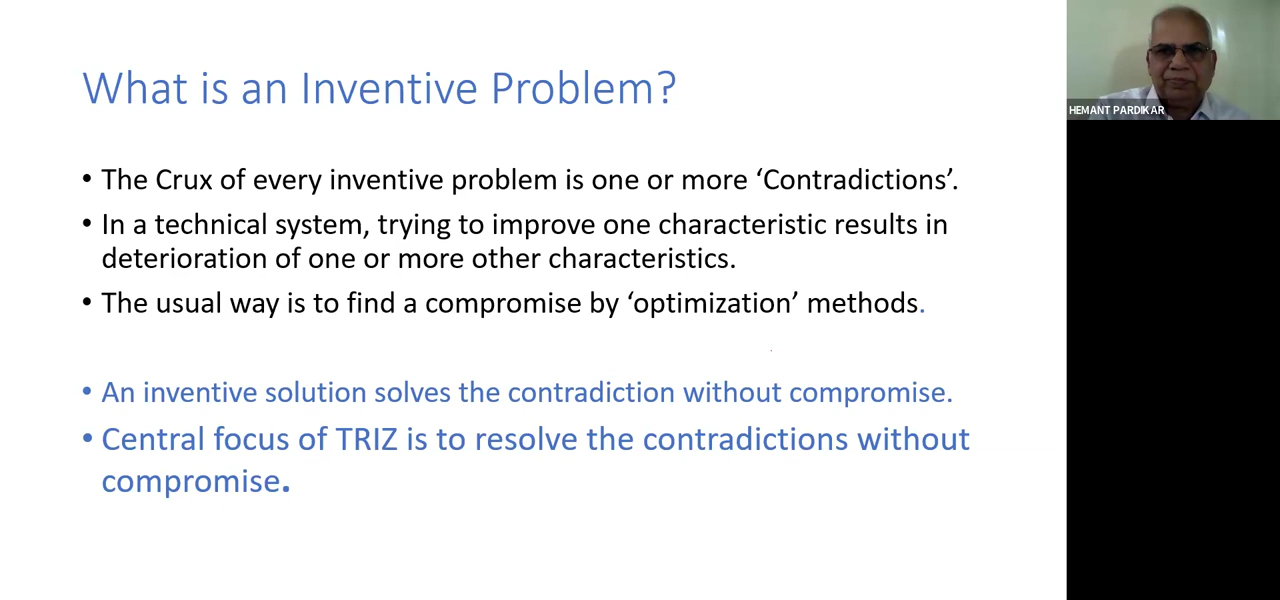 What is an Inventive Problem?
• The Crux of every inventive problem is one or more ‘Contradictions’.
• In a technical system, trying to improve one characteristic results in
deterioration of one or more other characteristics.
• The usual way is to find a compromise by ‘optimization’ methods.
• An inventive solution solves the contradiction without compromise.
• Central focus of TRIZ is to resolve the contradictions without
compromise.
HEMANT PARDIKAR